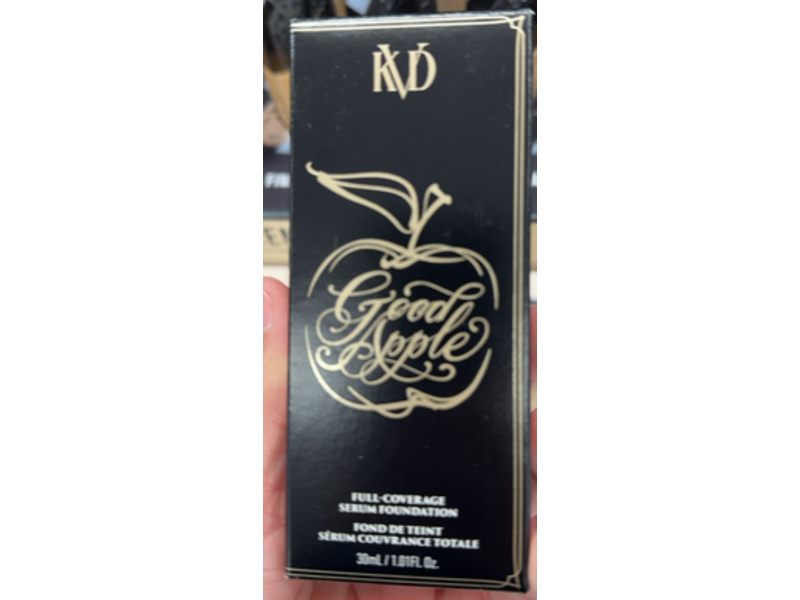 KVD
Good
Apple
FULL-COVERAGE
SERUM FOUNDATION
FOND DE TEINT
SÉRUM COUVRANCE TOTALE
30mL / 1.01FL Oz.